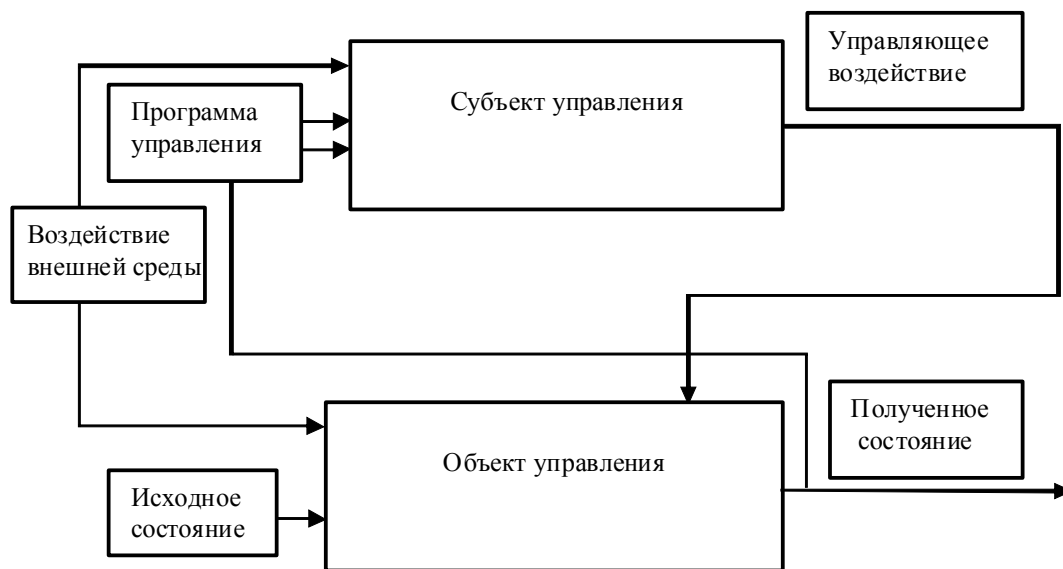 Управляющее
воздействие
Субъект управления
Программа
управления
Воздействие
внешней среды
Полученное
состояние
Объект управления
Исходное
состояние